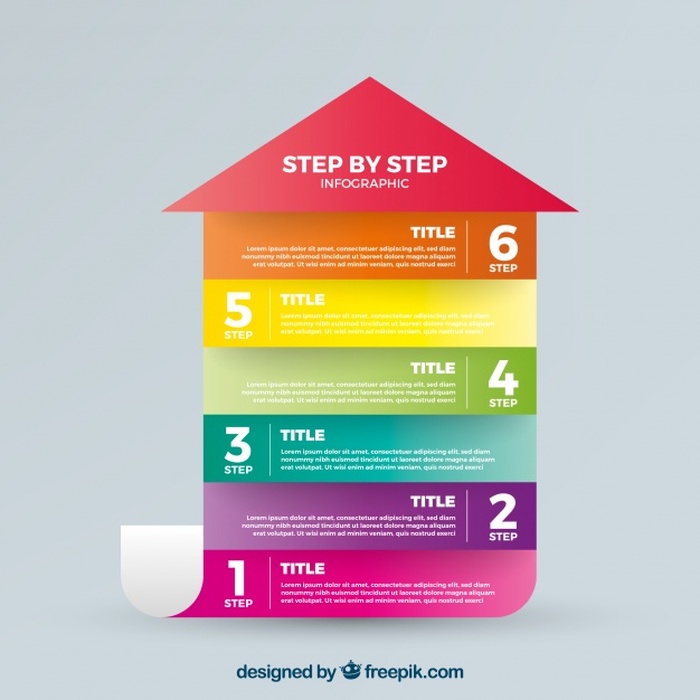 STEP BY STEP
INFOGRAPHIC
TITLE
Lorem ipsum dolor sit amet, consectetuer adipiscing elit, sed diam
nonummy nibh euismod tincidunt ut laoreet dolore magna aliquam
erat volutpat. Ut wisi enim ad minim veniam, quis nostrud exerci
6
STEP
5
STEP
TITLE
Lorem ipsum dolor sit amet, consectetuer adipiscing elit, sed diam
nonummy nibh euismod tincidunt ut laoreet dolore magna aliquam
erat volutpat. Ut wisi enim ad minim veniam, quis nostrud exerci
TITLE
Lorem ipsum dolor sit amet, consectetuer adipiscing elit, sed diam
nonummy nibh euismod tincidunt ut laoreet dolore magna aliquam
erat volutpat. Ut wisi enim ad minim veniam, quis nostrud exerci
4
STEP
3
STEP
TITLE
Lorem ipsum dolor sit amet, consectetuer adipiscing elit, sed diam
nonummy nibh euismod tincidunt ut laoreet dolore magna aliquam
erat volutpat. Ut wisi enim ad minim veniam, quis nostrud exerci
TITLE
Lorem ipsum dolor sit amet, consectetuer adipiscing elit, sed diam
nonummy nibh euismod tincidunt ut laoreet dolore magna aliquam
erat volutpat. Ut wisi enim ad minim veniam, quis nostrud exerci
2
STEP
1
STEP
TITLE
Lorem ipsum dolor sit amet, consectetuer adipiscing elit, sed diam
nonummy nibh euismod tincidunt ut laoreet dolore magna aliquam
erat volutpat. Ut wisi enim ad minim veniam, quis nostrud exerci
designed by freepik.com